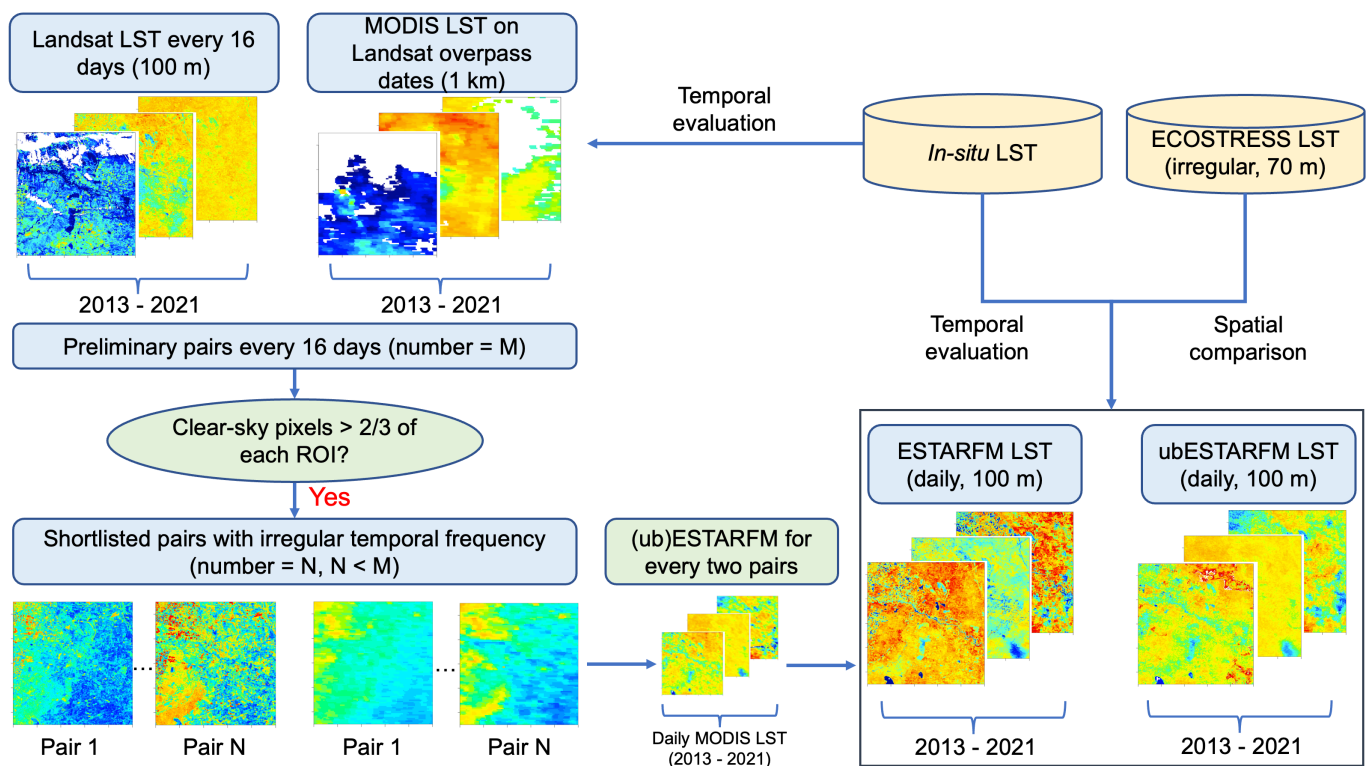 Landsat LST every 16
days (100 m)
MODIS LST on
Landsat overpass
dates (1 km)
2013 - 2021
2013 - 2021
Temporal
evaluation
In-situ LST
ECOSTRESS LST
(irregular, 70 m)
Temporal
evaluation
Spatial
comparison
Preliminary pairs every 16 days (number = M)
Clear-sky pixels > 2/3 of
each ROI?
Yes
Shortlisted pairs with irregular temporal frequency
(number = N, N < M)
...
...
Pair 1
Pair N
Pair 1
Pair N
(ub)ESTARFM for
every two pairs
Daily MODIS LST
(2013 - 2021)
ESTARFM LST
(daily, 100 m)
2013 - 2021
ubESTARFM LST
(daily, 100 m)
2013 - 2021